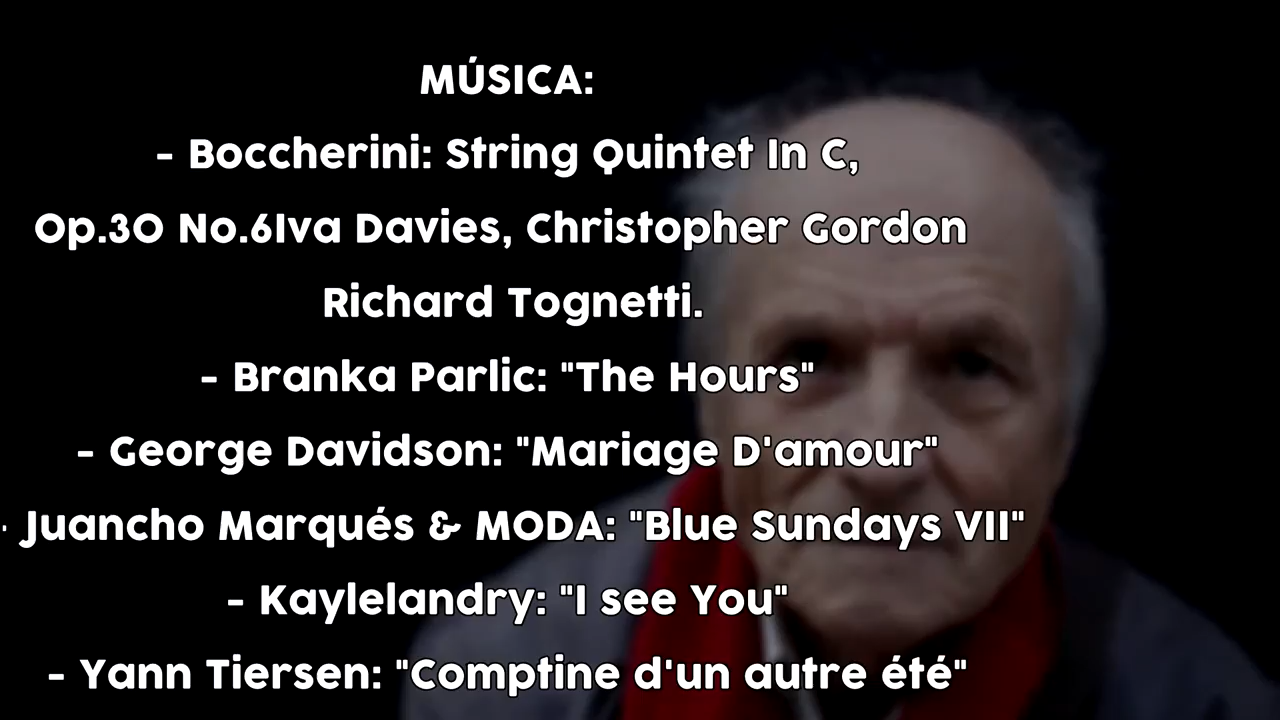 MÚSICA:
- Boccherini: String Quintet In C,
Op.30 No.6Iva Davies, Christopher Gordon
Richard Tognetti.
- Branka Parlic: "The Hours"
- George Davidson: "Mariage D'amour"
- Juancho Marqués & MODA: "Blue Sundays VII"
- Kaylelandry: "I see You"
- Yann Tiersen: "Comptine d'un autre été"